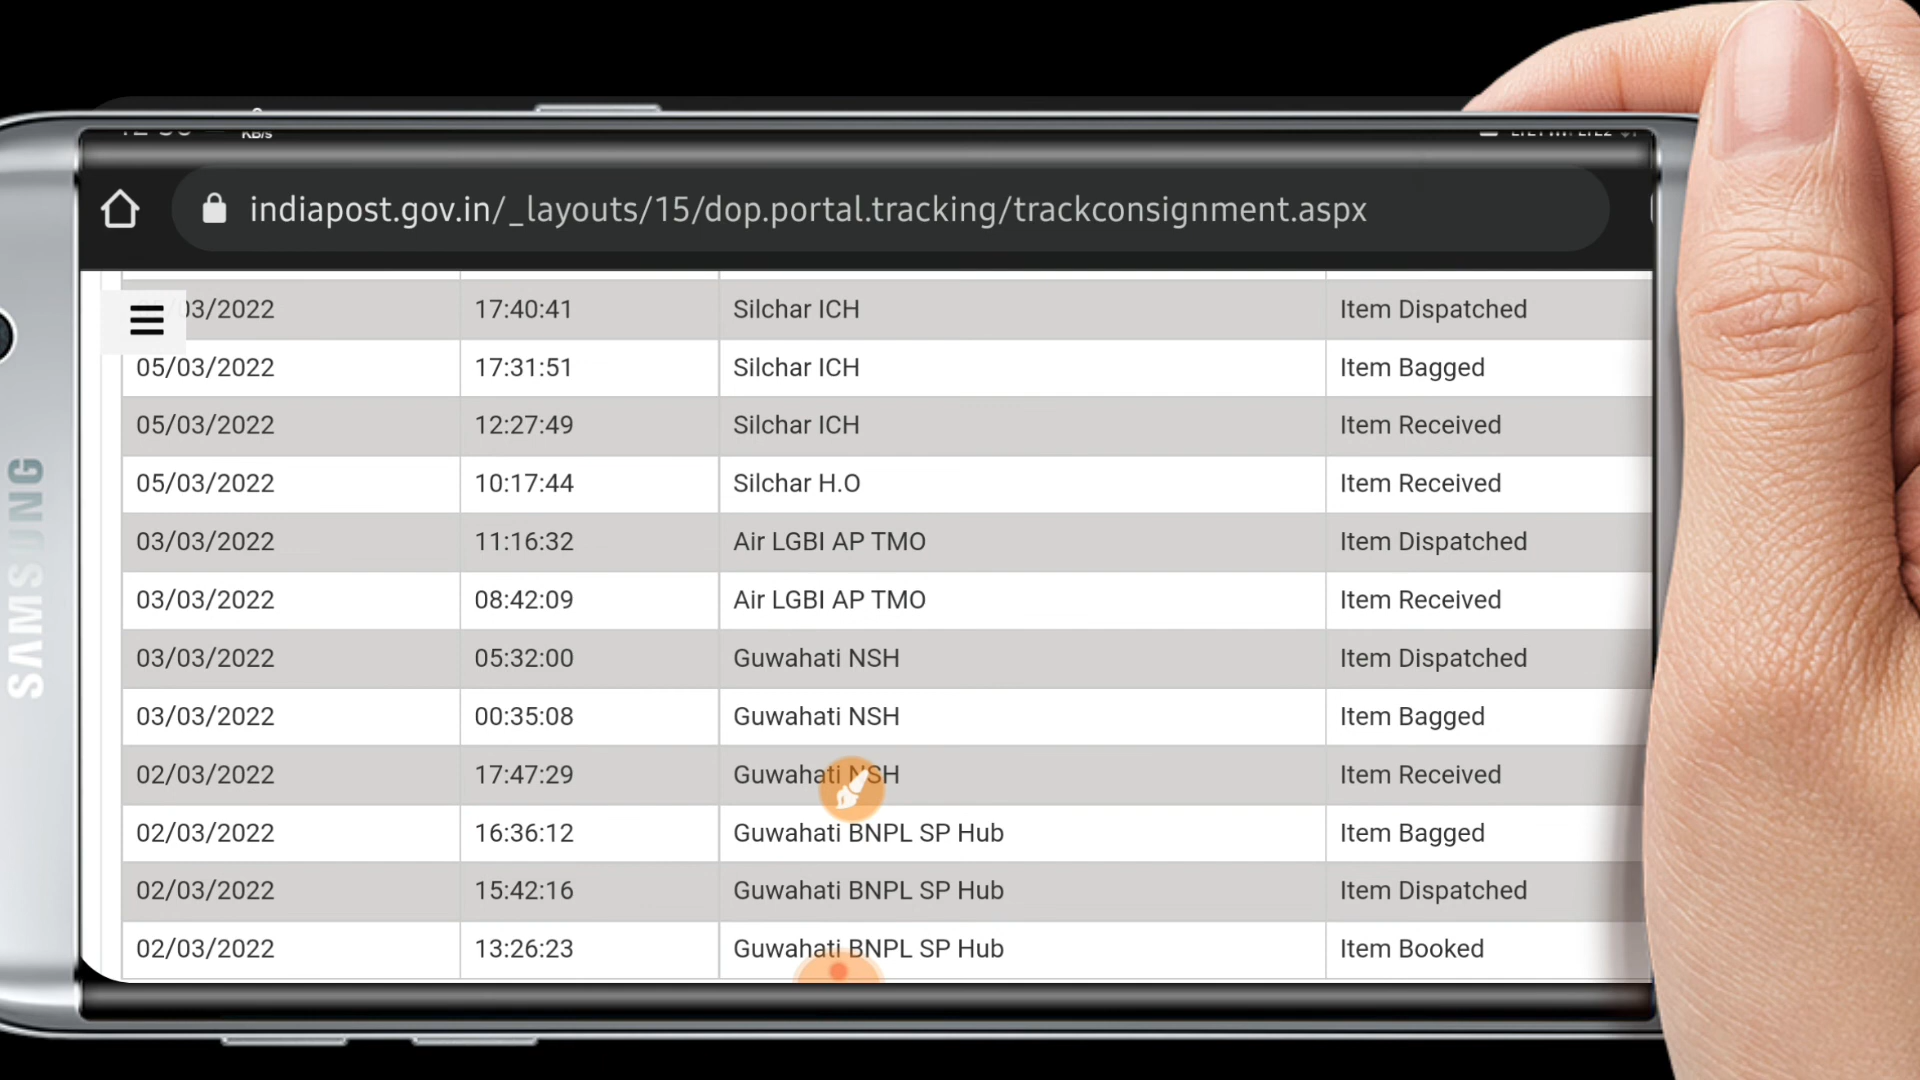 KB/s
indiapost.gov.in/_layouts/15/dop.portal.tracking/trackconsignment.aspx
/03/2022 17:40:41 Silchar ICH Item Dispatched
05/03/2022 17:31:51 Silchar ICH Item Bagged
05/03/2022 12:27:49 Silchar ICH Item Received
05/03/2022 10:17:44 Silchar H.O Item Received
03/03/2022 11:16:32 Air LGBI AP TMO Item Dispatched
03/03/2022 08:42:09 Air LGBI AP TMO Item Received
03/03/2022 05:32:00 Guwahati NSH Item Dispatched
03/03/2022 00:35:08 Guwahati NSH Item Bagged
02/03/2022 17:47:29 Guwahati NSH Item Received
02/03/2022 16:36:12 Guwahati BNPL SP Hub Item Bagged
02/03/2022 15:42:16 Guwahati BNPL SP Hub Item Dispatched
02/03/2022 13:26:23 Guwahati BNPL SP Hub Item Booked
SAMSUNG